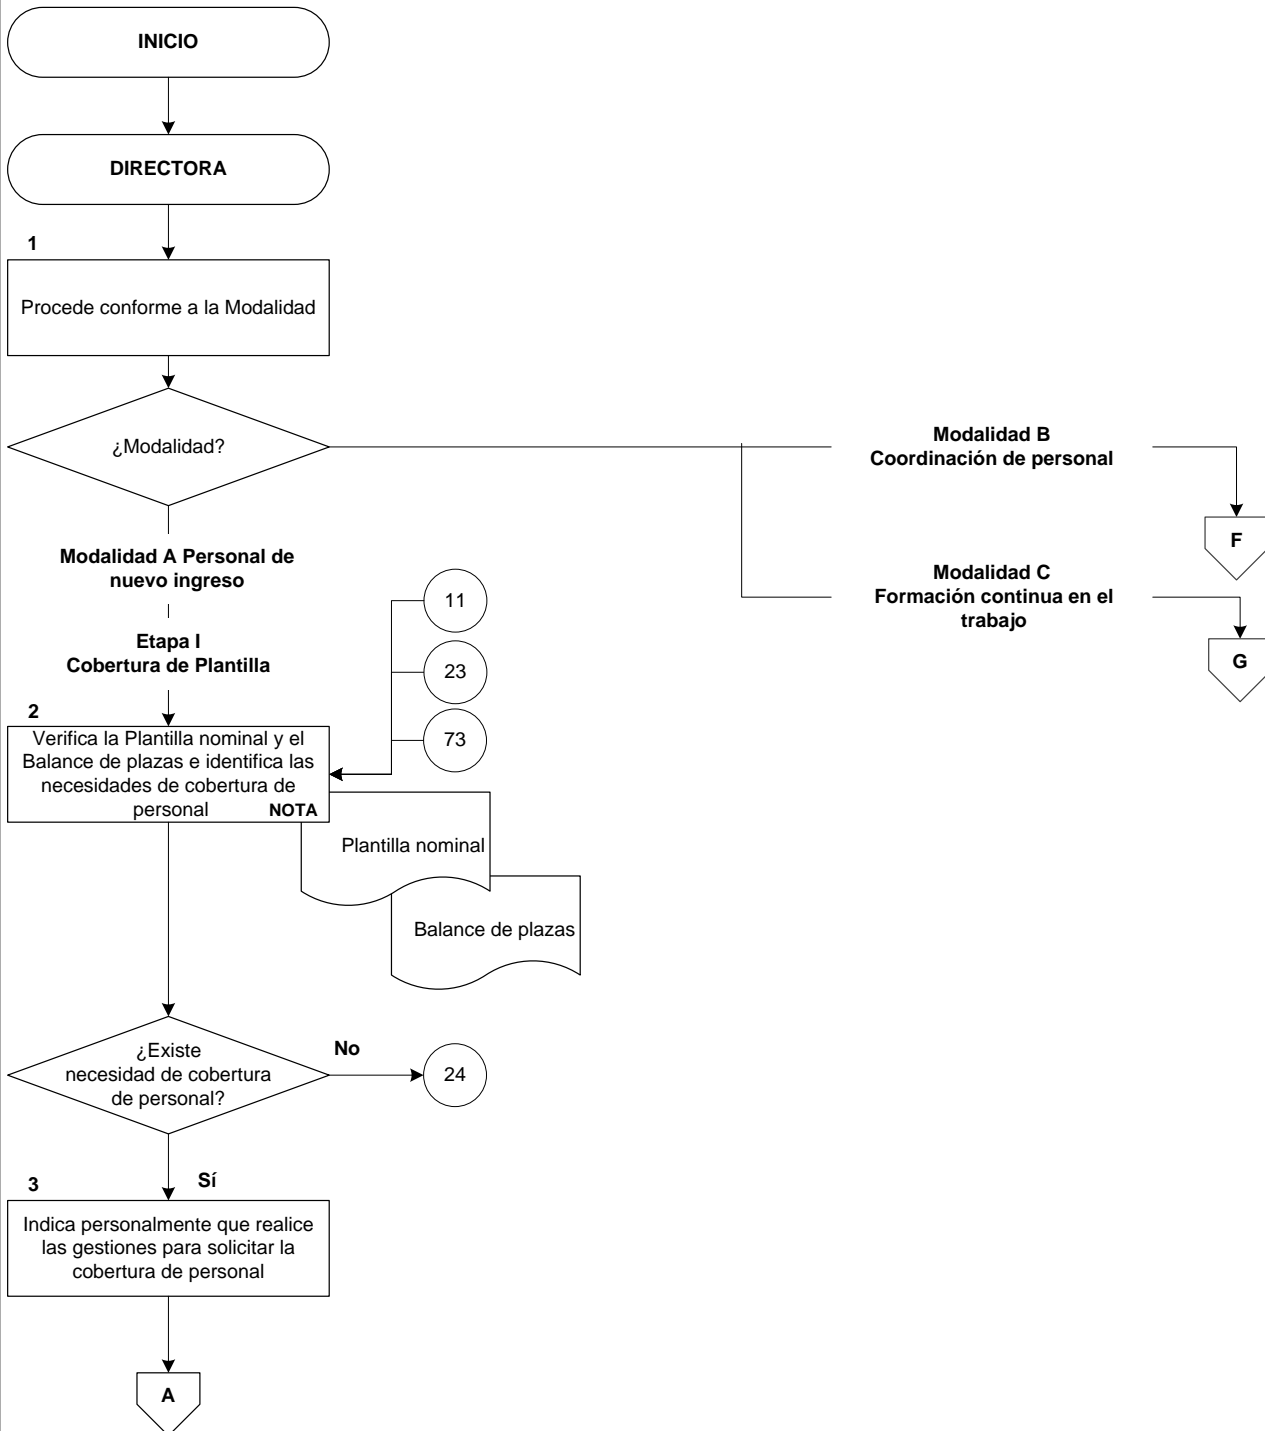 INICIO
DIRECTORA
1
Procede conforme a la Modalidad
¿Modalidad?
Modalidad B
Coordinación de personal
F
Modalidad A Personal de
nuevo ingreso
Modalidad C
Formación continua en el
trabajo
G
Etapa I
Cobertura de Plantilla
11
23
73
2
Verifica la Plantilla nominal y el
Balance de plazas e identifica las
necesidades de cobertura de
personal NOTA
Plantilla nominal
Balance de plazas
¿Existe
necesidad de cobertura
de personal?
No
24
Sí
3
Indica personalmente que realice
las gestiones para solicitar la
cobertura de personal
A